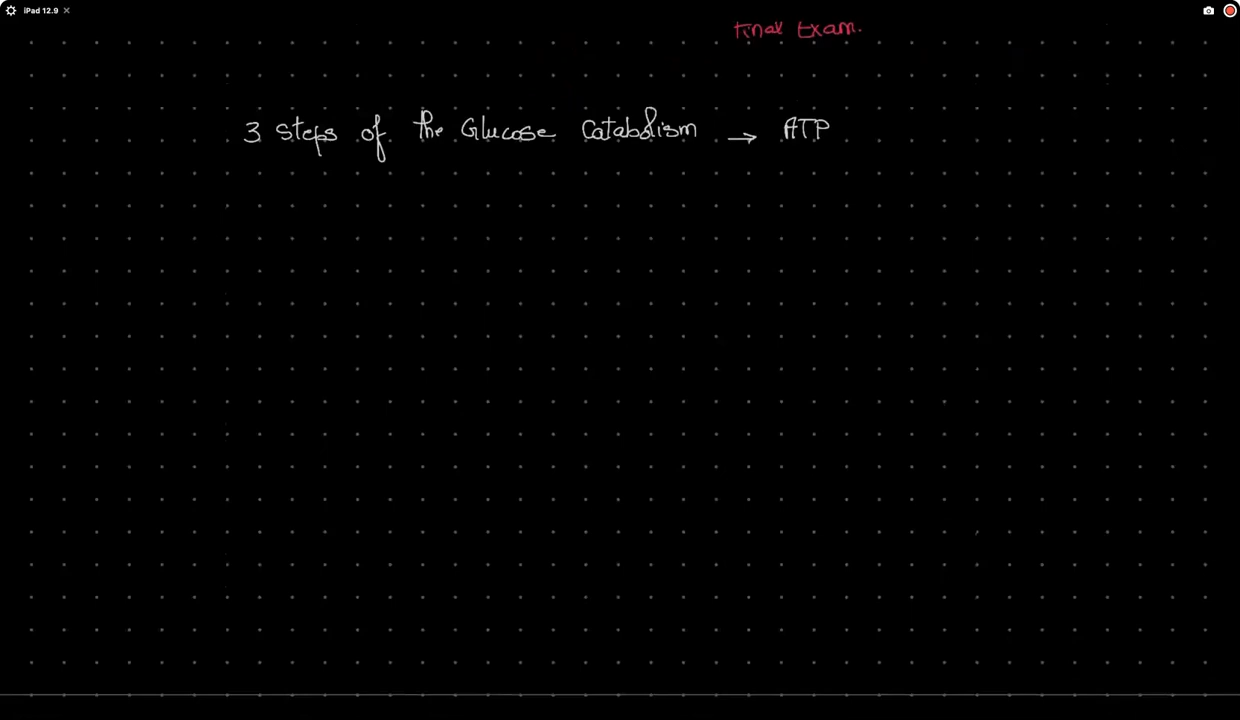 iPad 12.9
Final Exam.
3 Steps of the Glucose Catabolism → ATP